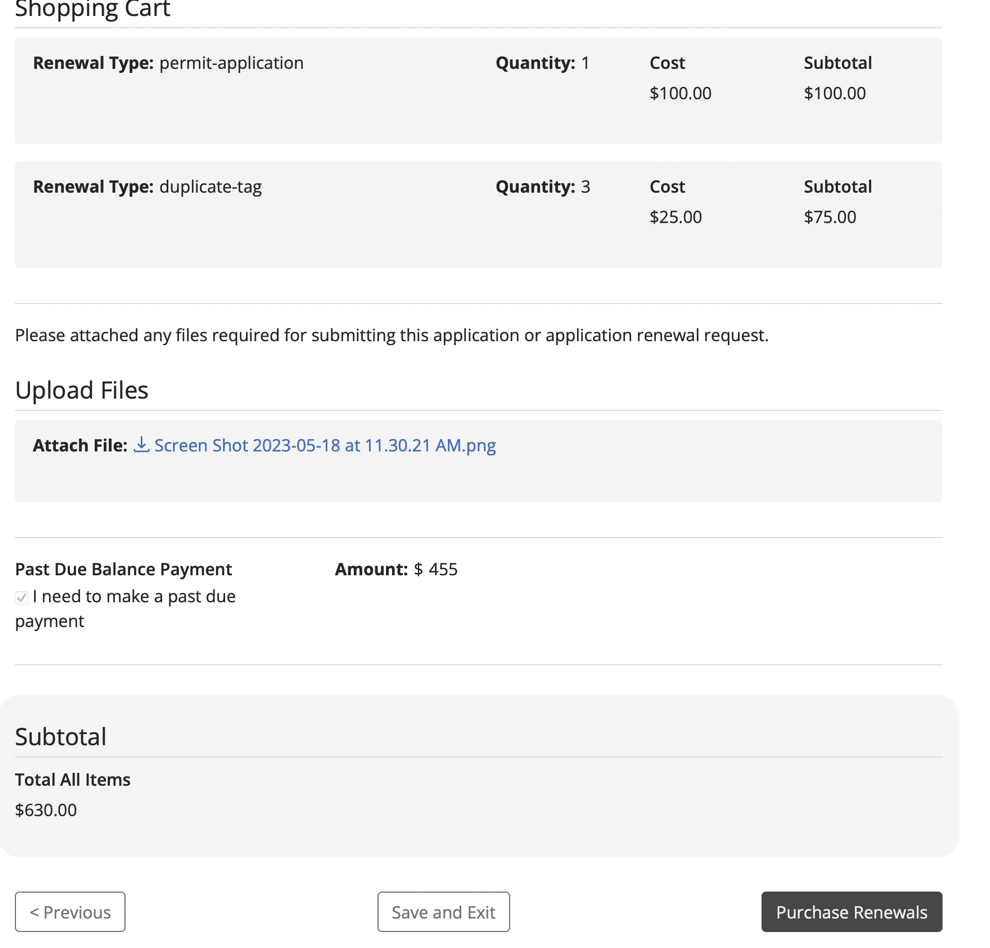 Shopping Cart
Renewal Type: permit-application
Quantity: 1
Cost
$100.00
Subtotal
$100.00
Renewal Type: duplicate-tag
Quantity: 3
Cost
$25.00
Subtotal
$75.00
Please attached any files required for submitting this application or application renewal request.
Upload Files
Attach File: Screen Shot 2023-05-18 at 11.30.21 AM.png
Past Due Balance Payment
I need to make a past due
payment
Amount: $ 455
Subtotal
Total All Items
$630.00
< Previous
Save and Exit
Purchase Renewals